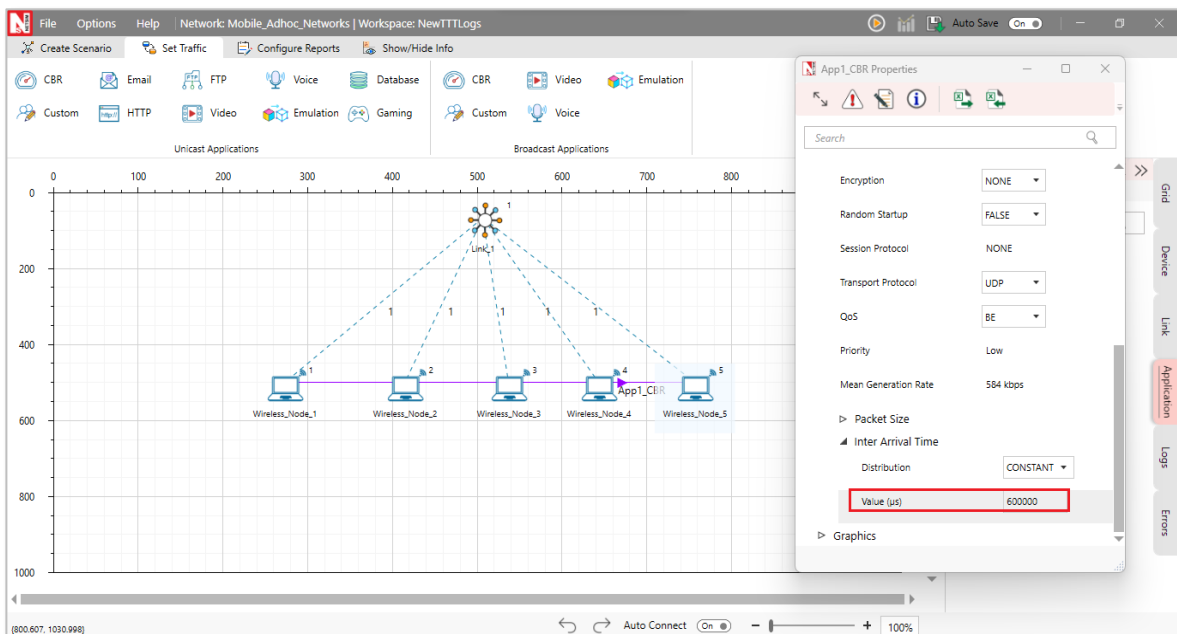 File Options Help Network: Mobile_Adhoc_Networks | Workspace: NewTTTLogs Auto Save On
Create Scenario Set Traffic Configure Reports Show/Hide Info
CBR Email FTP Voice Database CBR Video Emulation
Custom HTTP Video Emulation Gaming Custom Voice
Unicast Applications Broadcast Applications
0 100 200 300 400 500 600 700 800
0
200
400
600
800
1000
1
Link_1
1 1 1 1 1
1 2 3 4 5
App1_CBR
Wireless_Node_1 Wireless_Node_2 Wireless_Node_3 Wireless_Node_4 Wireless_Node_5
App1_CBR Properties
Search
Encryption NONE
Random Startup FALSE
Session Protocol NONE
Transport Protocol UDP
QoS BE
Priority Low
Mean Generation Rate 584 kbps
Packet Size
Inter Arrival Time
Distribution CONSTANT
Value (µs) 600000
Graphics
Grid
Device
Link
Application
Logs
Errors
(800.607, 1030.998) Auto Connect On 100%